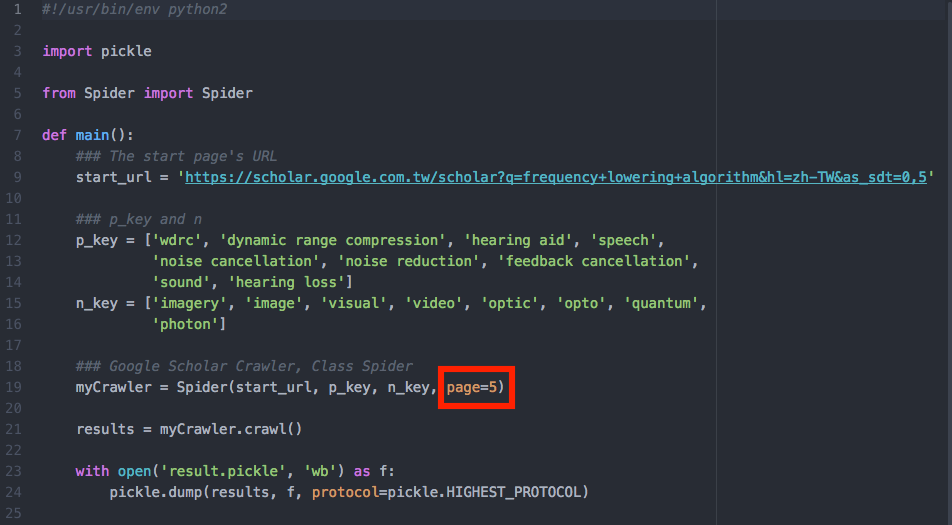 1 #!/usr/bin/env python2
2
3 import pickle
4
5 from Spider import Spider
6
7 def main():
8     ### The start page's URL
9     start_url = 'https://scholar.google.com.tw/scholar?q=frequency+lowering+algorithm&hl=zh-TW&as_sdt=0,5'
10
11     ### p_key and n
12     p_key = ['wdrc', 'dynamic range compression', 'hearing aid', 'speech',
13              'noise cancellation', 'noise reduction', 'feedback cancellation',
14              'sound', 'hearing loss']
15     n_key = ['imagery', 'image', 'visual', 'video', 'optic', 'opto', 'quantum',
16              'photon']
17
18     ### Google Scholar Crawler, Class Spider
19     myCrawler = Spider(start_url, p_key, n_key, page=5)
20
21     results = myCrawler.crawl()
22
23     with open('result.pickle', 'wb') as f:
24         pickle.dump(results, f, protocol=pickle.HIGHEST_PROTOCOL)
25